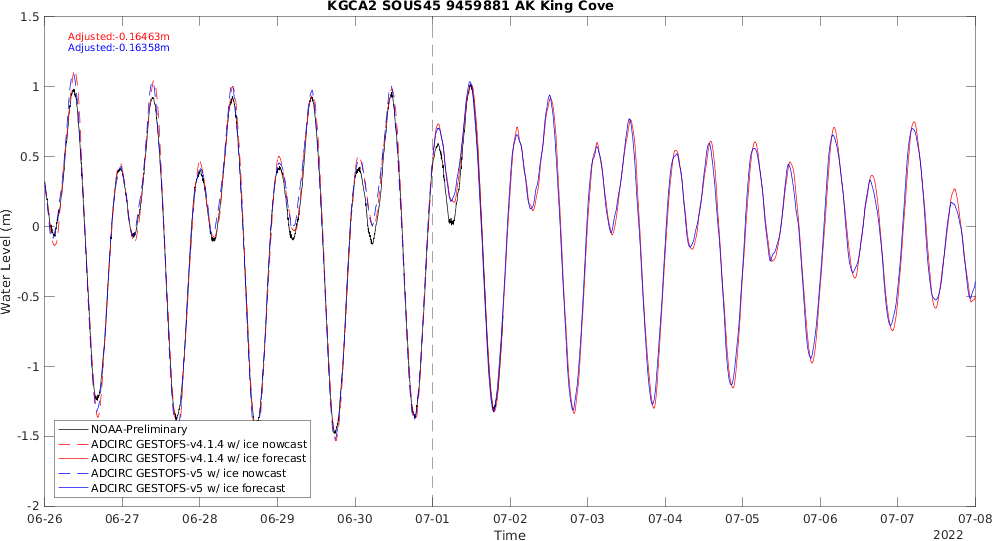 KGCA2 SOUS45 9459881 AK King Cove
Adjusted:-0.16463m
Adjusted:-0.16358m
Water Level (m)
1.5
1
0.5
0
-0.5
-1
-1.5
-2
NOAA-Preliminary
ADCIRC GESTOFS-v4.1.4 w/ ice nowcast
ADCIRC GESTOFS-v4.1.4 w/ ice forecast
ADCIRC GESTOFS-v5 w/ ice nowcast
ADCIRC GESTOFS-v5 w/ ice forecast
06-26 06-27 06-28 06-29 06-30 07-01 07-02 07-03 07-04 07-05 07-06 07-07 07-08
Time
2022